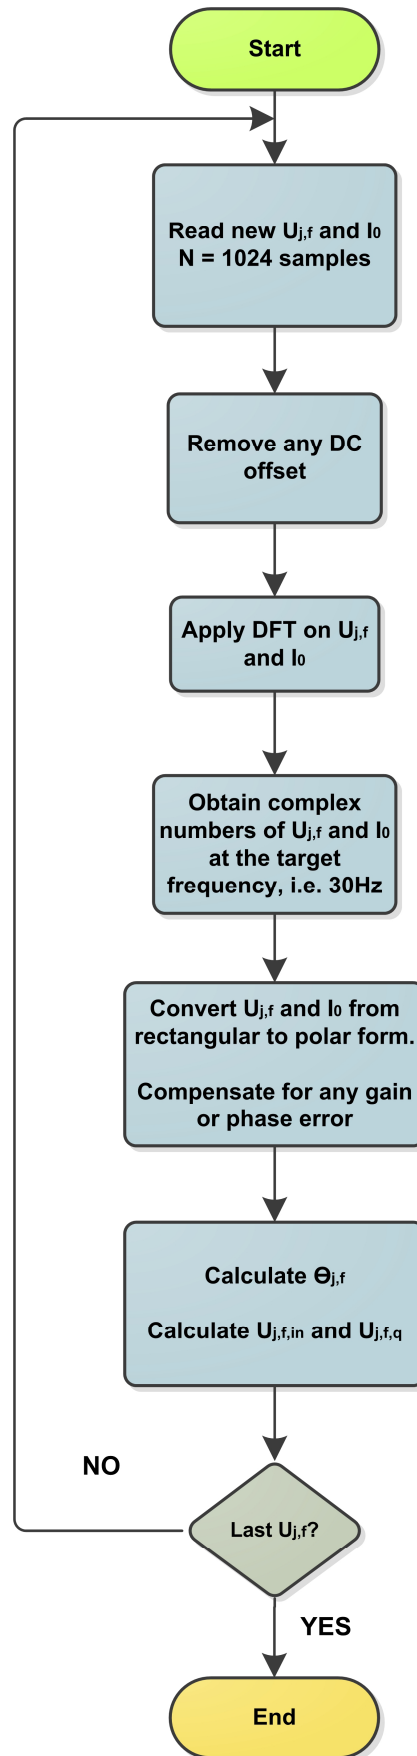 Start
Read new Uj,f and I0
N = 1024 samples
Remove any DC
offset
Apply DFT on Uj,f
and I0
Obtain complex
numbers of Uj,f and I0
at the target
frequency, i.e. 30Hz
Convert Uj,f and I0 from
rectangular to polar form.
Compensate for any gain
or phase error
Calculate Ɵj,f
Calculate Uj,f,in and Uj,f,q
NO
Last Uj,f?
YES
End